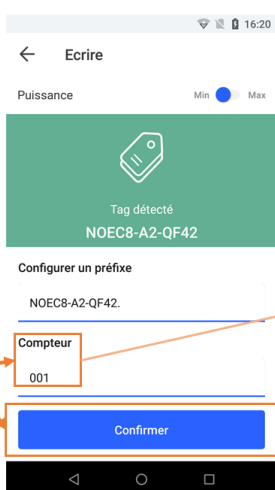 16:20
Ecrire
Puissance Min Max
Tag détecté
NOEC8-A2-QF42
Configurer un préfixe
NOEC8-A2-QF42.
Compteur
001
Confirmer